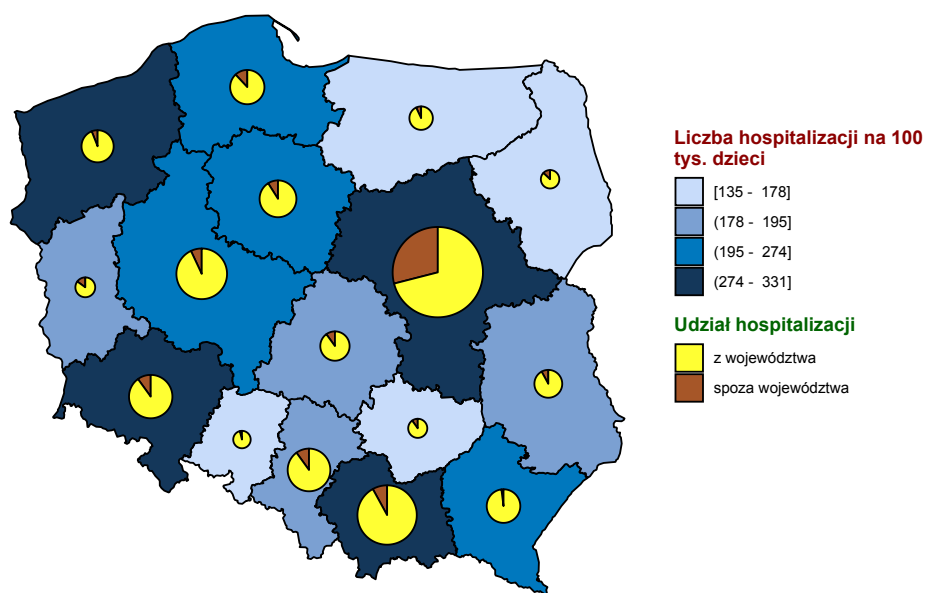 Liczba hospitalizacji na 100
tys. dzieci
[135 - 178]
(178 - 195]
(195 - 274]
(274 - 331]
Udział hospitalizacji
z województwa
spoza województwa